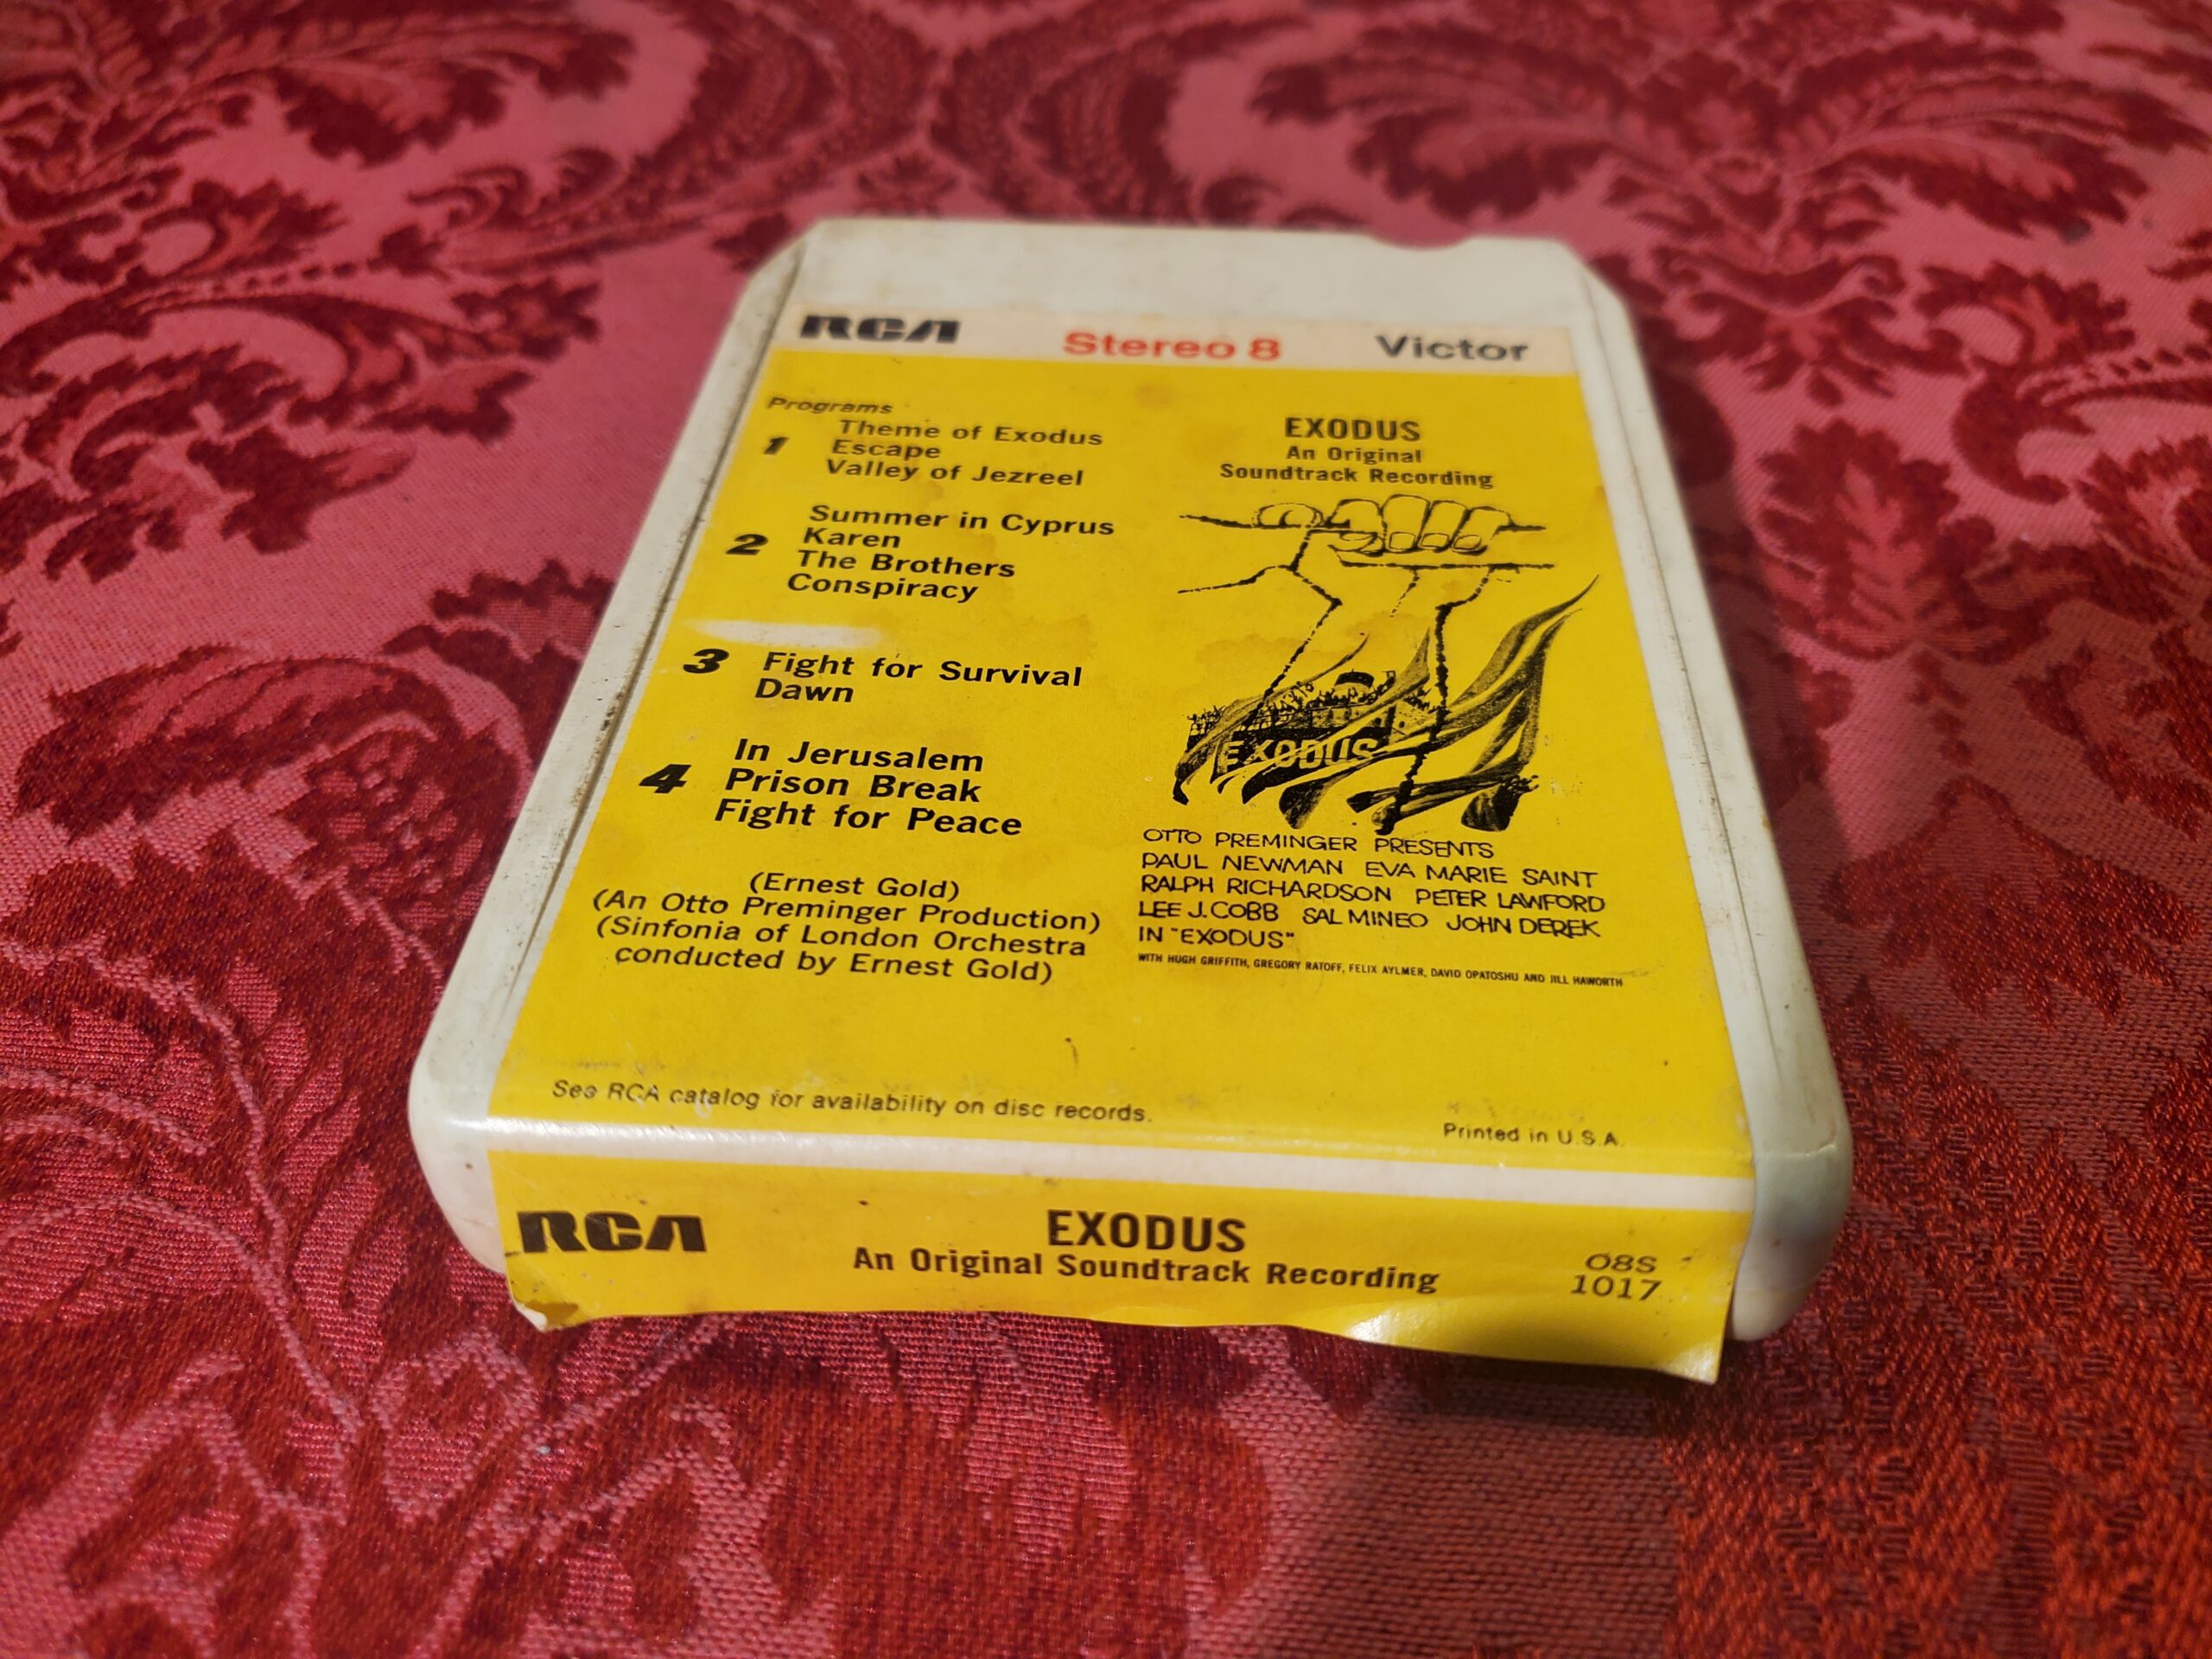 RCA Stereo 8 Victor
Programs
1
Theme of Exodus
Escape
Valley of Jezreel
2
Summer in Cyprus
Karen
The Brothers
Conspiracy
3
Fight for Survival
Dawn
4
In Jerusalem
Prison Break
Fight for Peace
(Ernest Gold)
(An Otto Preminger Production)
(Sinfonia of London Orchestra
conducted by Ernest Gold)
EXODUS
An Original
Soundtrack Recording
EXODUS
OTTO PREMINGER PRESENTS
PAUL NEWMAN EVA MARIE SAINT
RALPH RICHARDSON PETER LAWFORD
LEE J. COBB SAL MINEO JOHN DEREK
IN "EXODUS"
WITH HUGH GRIFFITH, GREGORY RATOFF, FELIX AYLMER, DAVID OPATOSHU AND JILL HAWORTH
See RCA catalog for availability on disc records.
Printed in U.S.A.
RCA
EXODUS
An Original Soundtrack Recording
O8S
1017